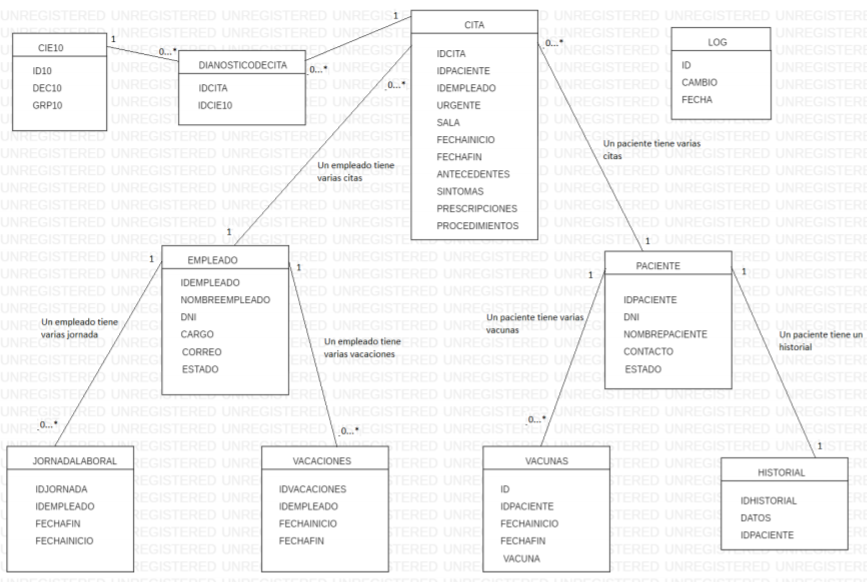 CIE10
ID10
DEC10
GRP10
1
0...*
DIANOSTICODECITA
IDCITA
IDCIE10
.0...*
1
CITA
IDCITA
IDPACIENTE
IDEMPLEADO
URGENTE
SALA
FECHAINICIO
FECHAFIN
ANTECEDENTES
SINTOMAS
PRESCRIPCIONES
PROCEDIMIENTOS
.0...*
.0...*
LOG
ID
CAMBIO
FECHA
Un empleado tiene
varias citas
Un paciente tiene varias
citas
1
1
EMPLEADO
IDEMPLEADO
NOMBREEMPLEADO
DNI
CARGO
CORREO
ESTADO
1
1
PACIENTE
IDPACIENTE
DNI
NOMBREPACIENTE
CONTACTO
ESTADO
1
1
Un empleado tiene
varias jornada
Un empleado tiene
varias vacaciones
Un paciente tiene varias
vacunas
Un paciente tiene un
historial
.0...*
.0...*
.0...*
1
JORNADALABORAL
IDJORNADA
IDEMPLEADO
FECHAFIN
FECHAINICIO
VACACIONES
IDVACACIONES
IDEMPLEADO
FECHAINICIO
FECHAFIN
VACUNAS
ID
IDPACIENTE
FECHAINICIO
FECHAFIN
VACUNA
HISTORIAL
IDHISTORIAL
DATOS
IDPACIENTE
UNREGISTERED